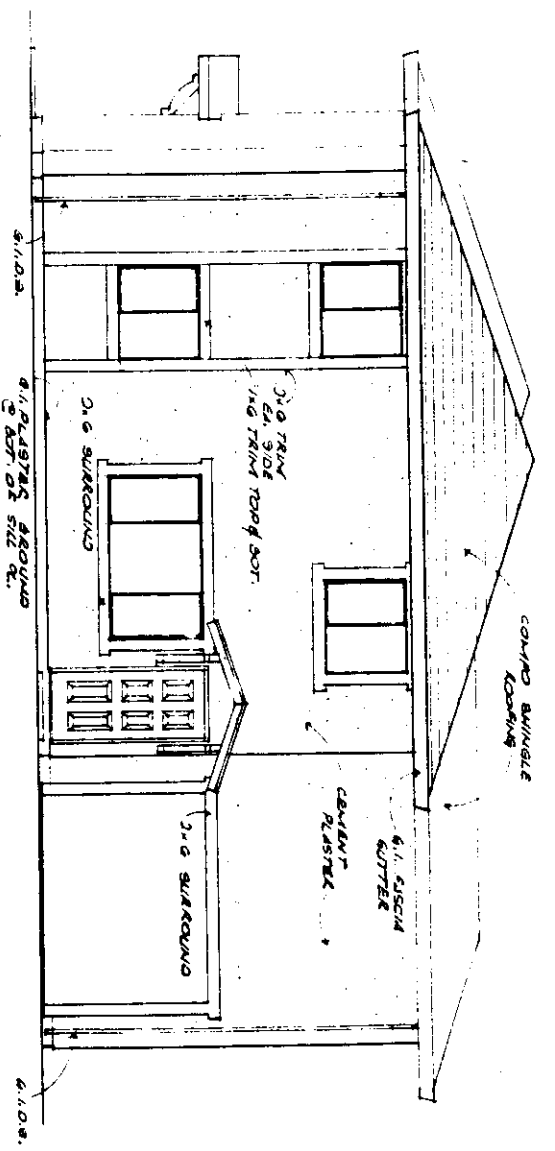 COMPO SHINGLE
ROOFING
G.I. FASCIA
GUTTER
CEMENT
PLASTER
2x6 TRIM
EA. SIDE
1x6 TRIM TOP & BOT.
2x6 SURROUND
2x6 SURROUND
G.I.D.S.
G.I. PLASTER GROUND
@ BOT. OF SILL
G.I.D.S.